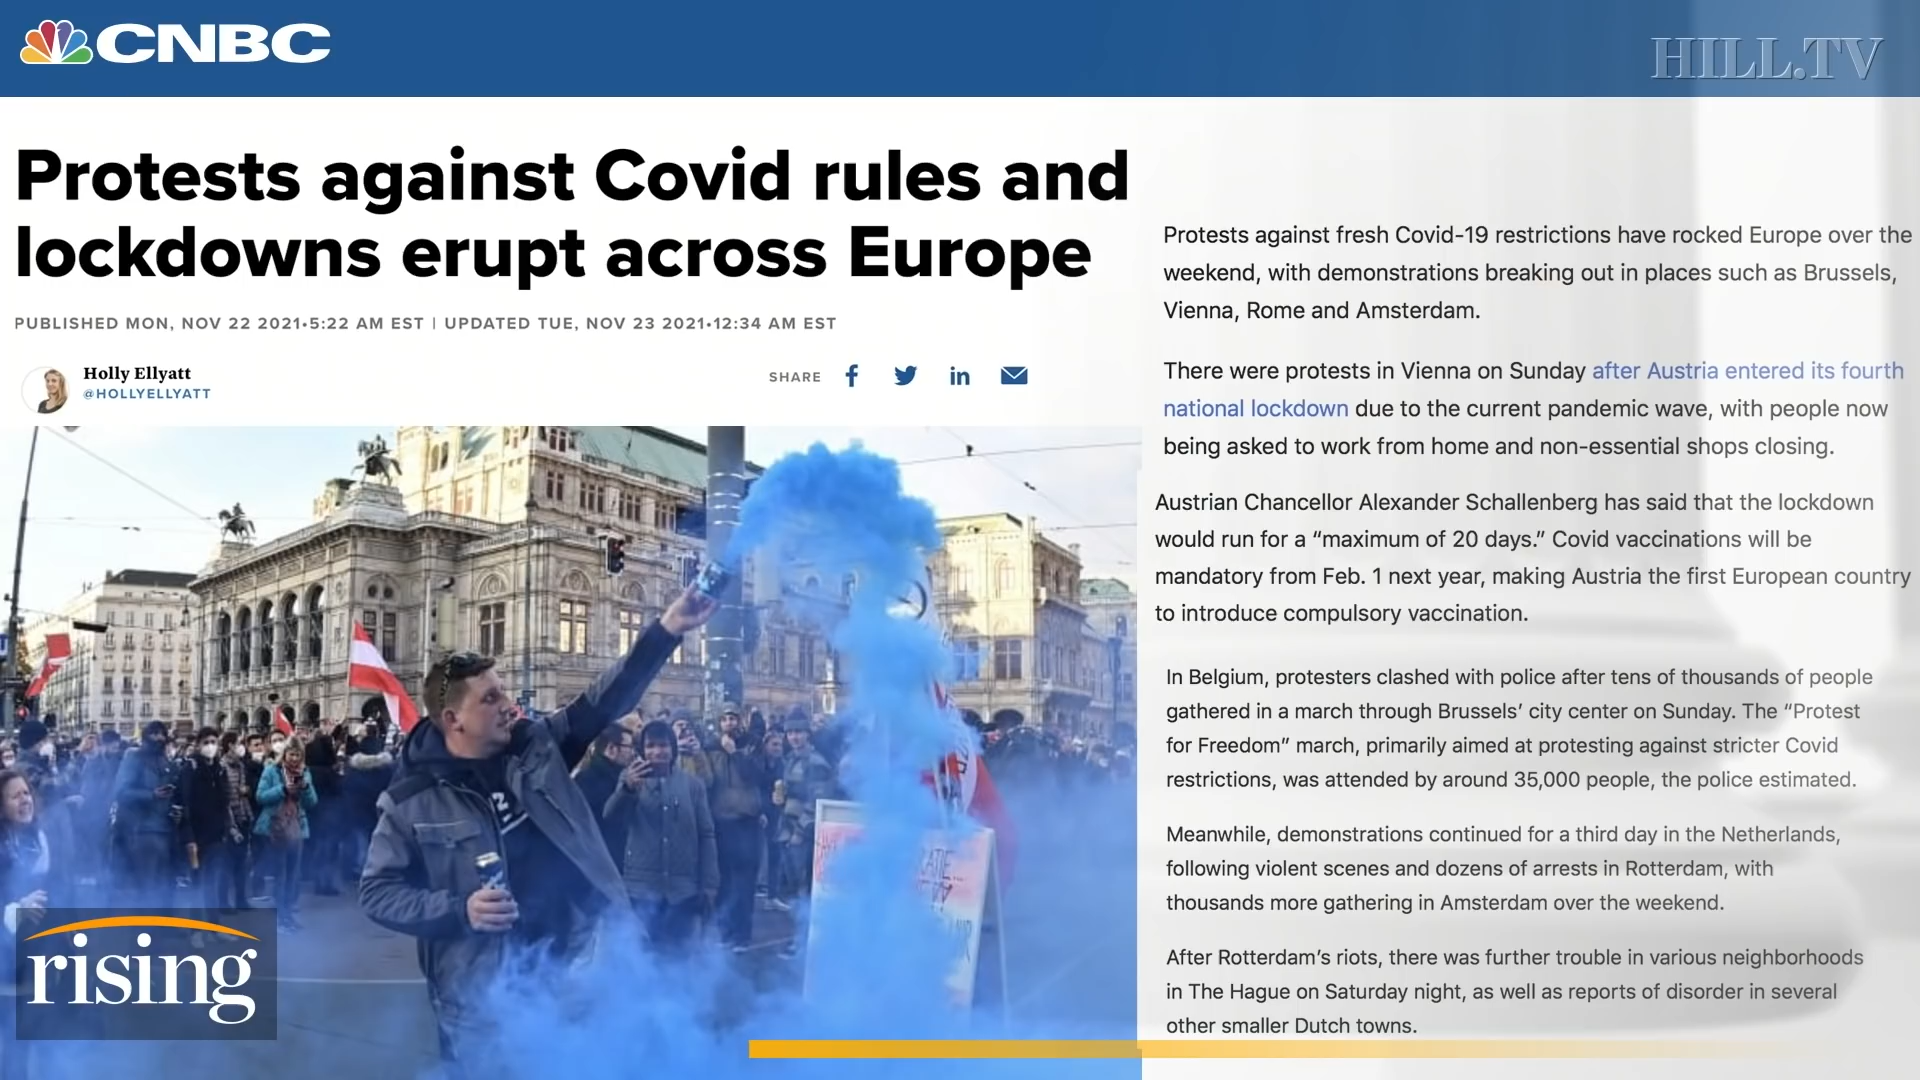 CNBC
HILL.TV
Protests against Covid rules and
lockdowns erupt across Europe
PUBLISHED MON, NOV 22 2021•5:22 AM EST | UPDATED TUE, NOV 23 2021•12:34 AM EST
Holly Ellyatt
@HOLLYELLYATT
SHARE
Protests against fresh Covid-19 restrictions have rocked Europe over the
weekend, with demonstrations breaking out in places such as Brussels,
Vienna, Rome and Amsterdam.
There were protests in Vienna on Sunday after Austria entered its fourth
national lockdown due to the current pandemic wave, with people now
being asked to work from home and non-essential shops closing.
Austrian Chancellor Alexander Schallenberg has said that the lockdown
would run for a “maximum of 20 days.” Covid vaccinations will be
mandatory from Feb. 1 next year, making Austria the first European country
to introduce compulsory vaccination.
In Belgium, protesters clashed with police after tens of thousands of people
gathered in a march through Brussels’ city center on Sunday. The “Protest
for Freedom” march, primarily aimed at protesting against stricter Covid
restrictions, was attended by around 35,000 people, the police estimated.
Meanwhile, demonstrations continued for a third day in the Netherlands,
following violent scenes and dozens of arrests in Rotterdam, with
thousands more gathering in Amsterdam over the weekend.
After Rotterdam’s riots, there was further trouble in various neighborhoods
in The Hague on Saturday night, as well as reports of disorder in several
other smaller Dutch towns.
rising